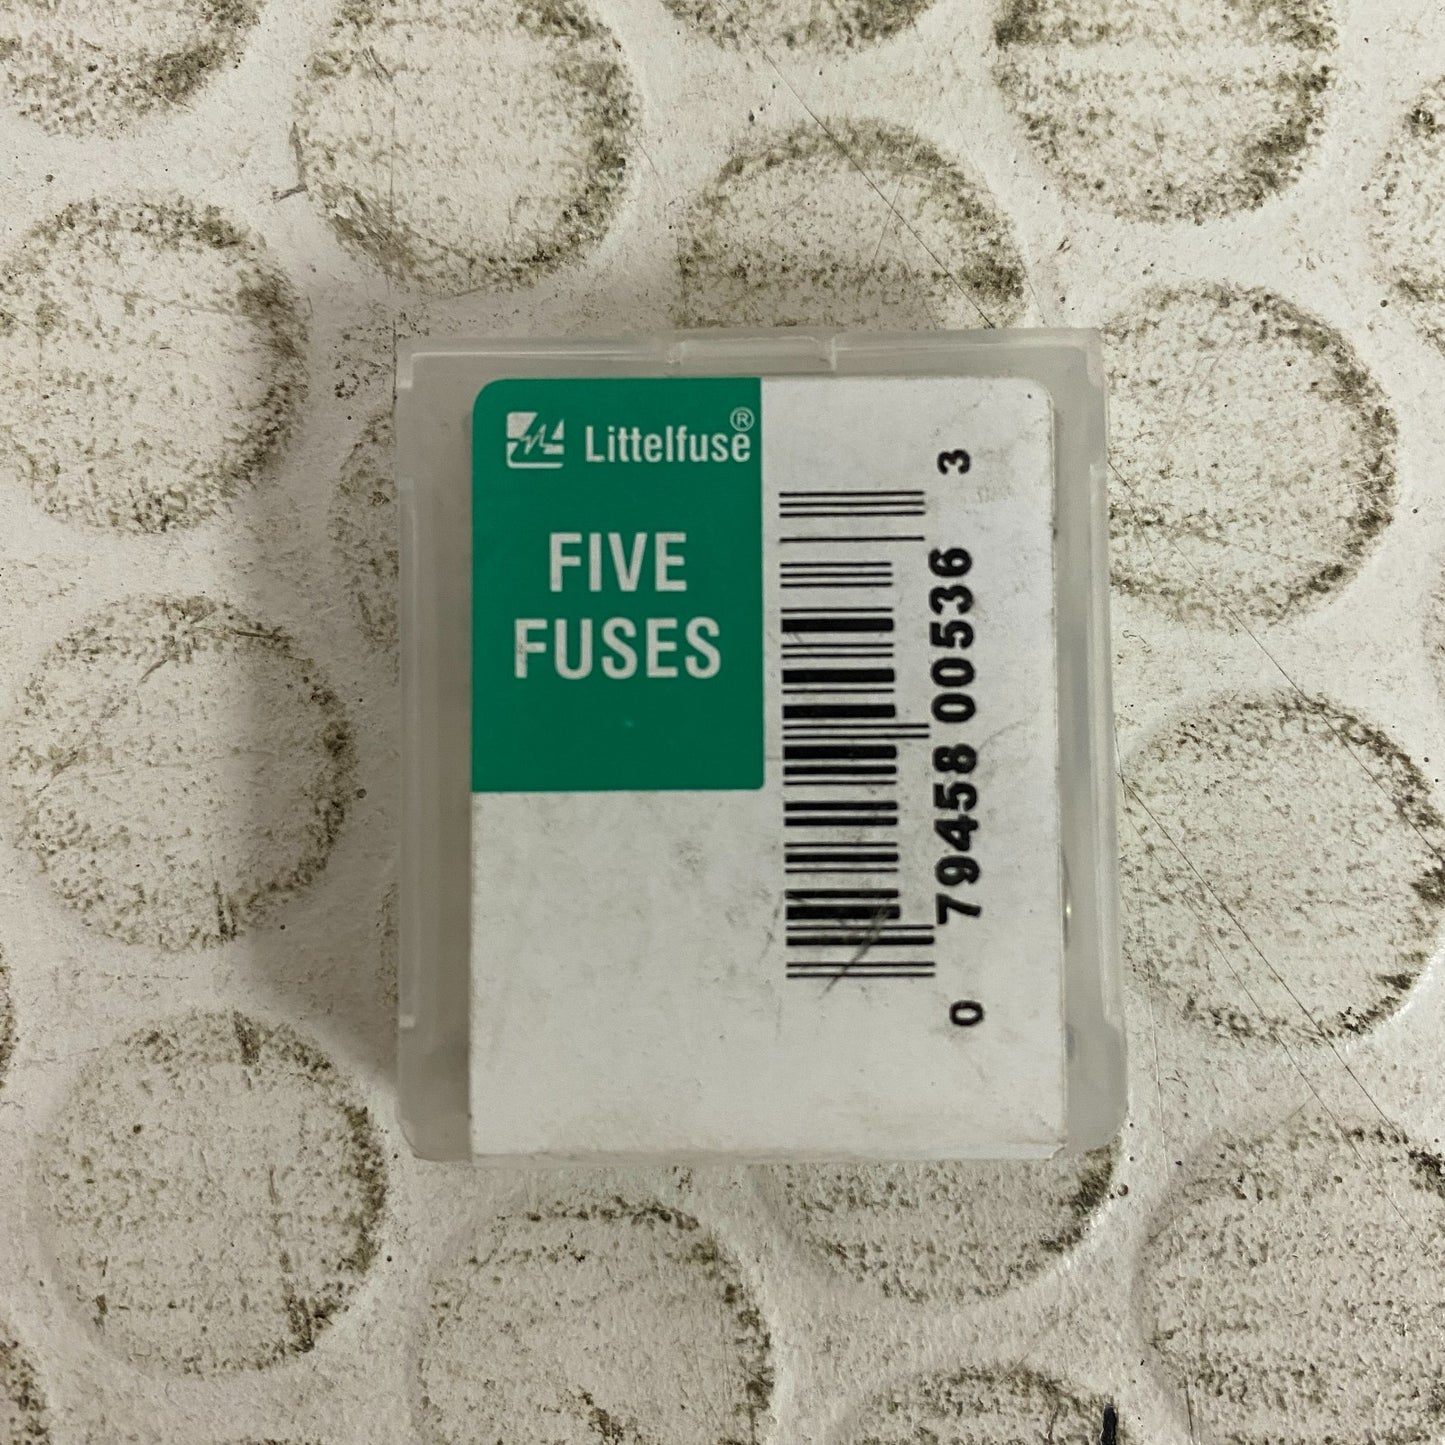 Littelfuse®
FIVE
FUSES
0 79458 00536 3